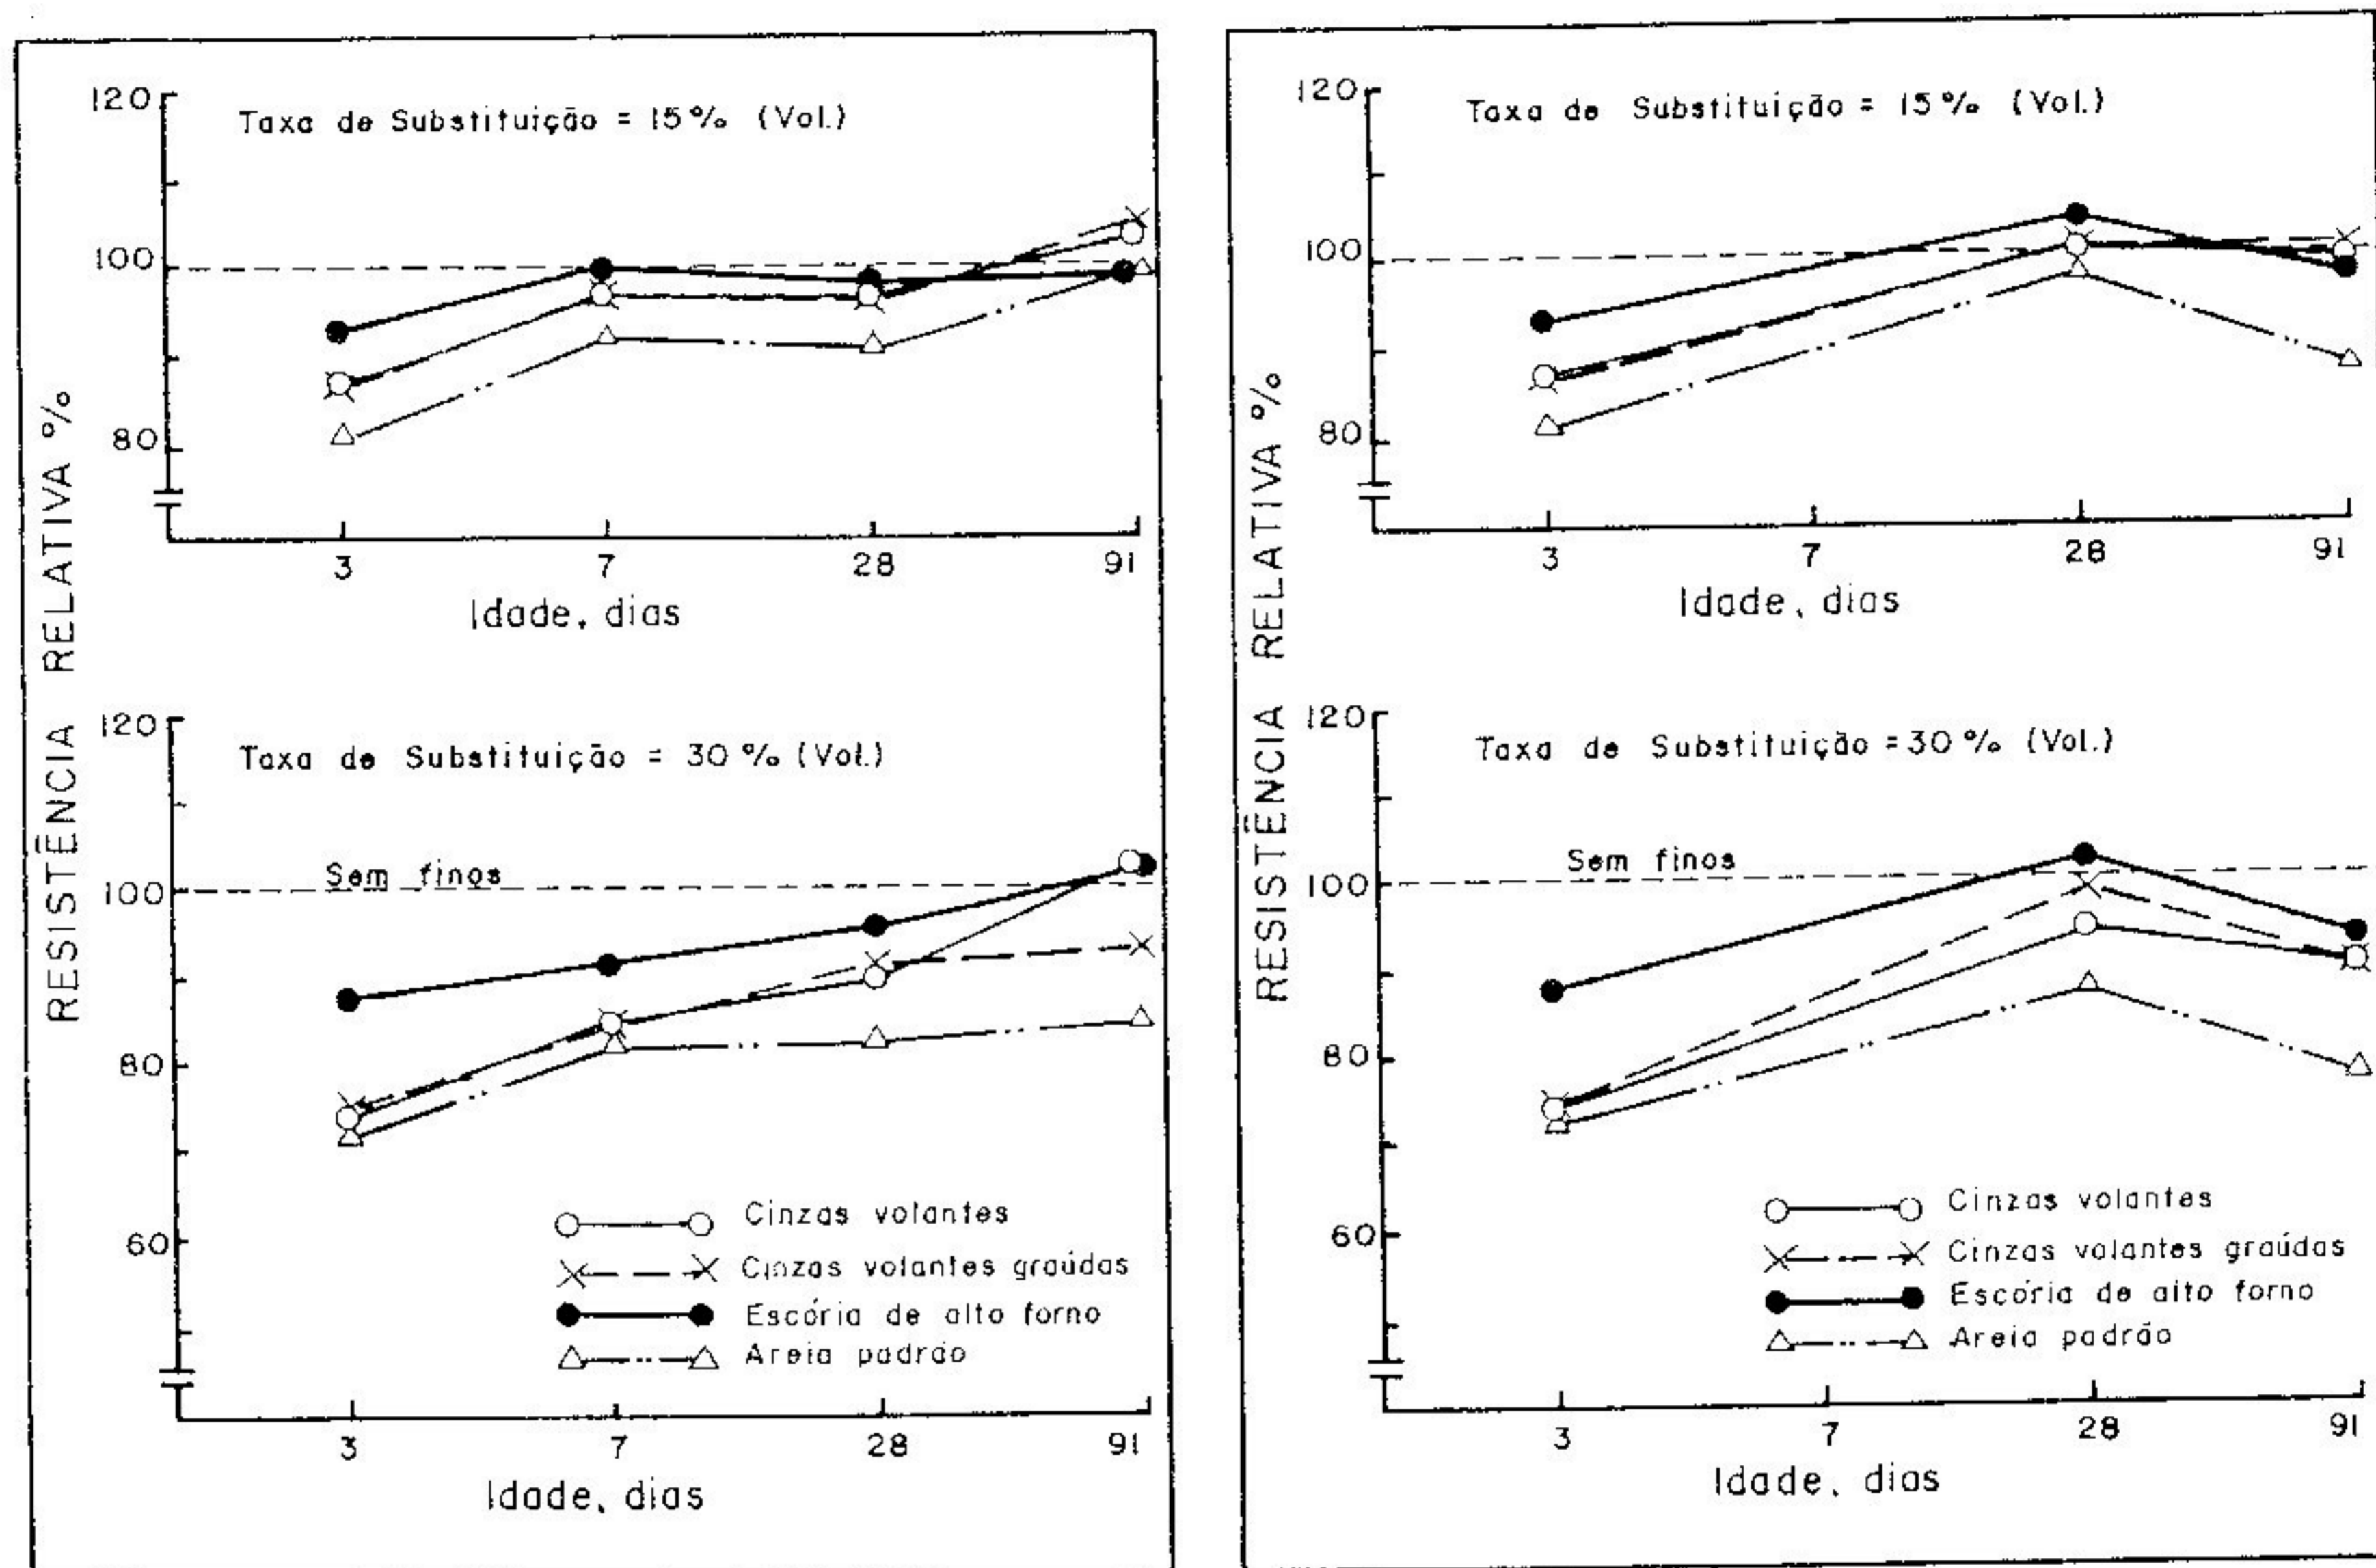 RESISTÊNCIA RELATIVA %
120
Taxa de Substituição = 15% (Vol.)
100
80
3 7 28 91
Idade, dias
120
Taxa de Substituição = 30% (Vol.)
Sem finos
100
80
60
Cinzas volantes
Cinzas volantes graúdas
Escória de alto forno
Areia padrão
3 7 28 91
Idade, dias
RESISTÊNCIA RELATIVA %
120
Taxa de Substituição = 15% (Vol.)
100
80
3 7 28 91
Idade, dias
120
Taxa de Substituição = 30% (Vol.)
Sem finos
100
80
60
Cinzas volantes
Cinzas volantes graúdas
Escória de alto forno
Areia padrão
3 7 28 91
Idade, dias